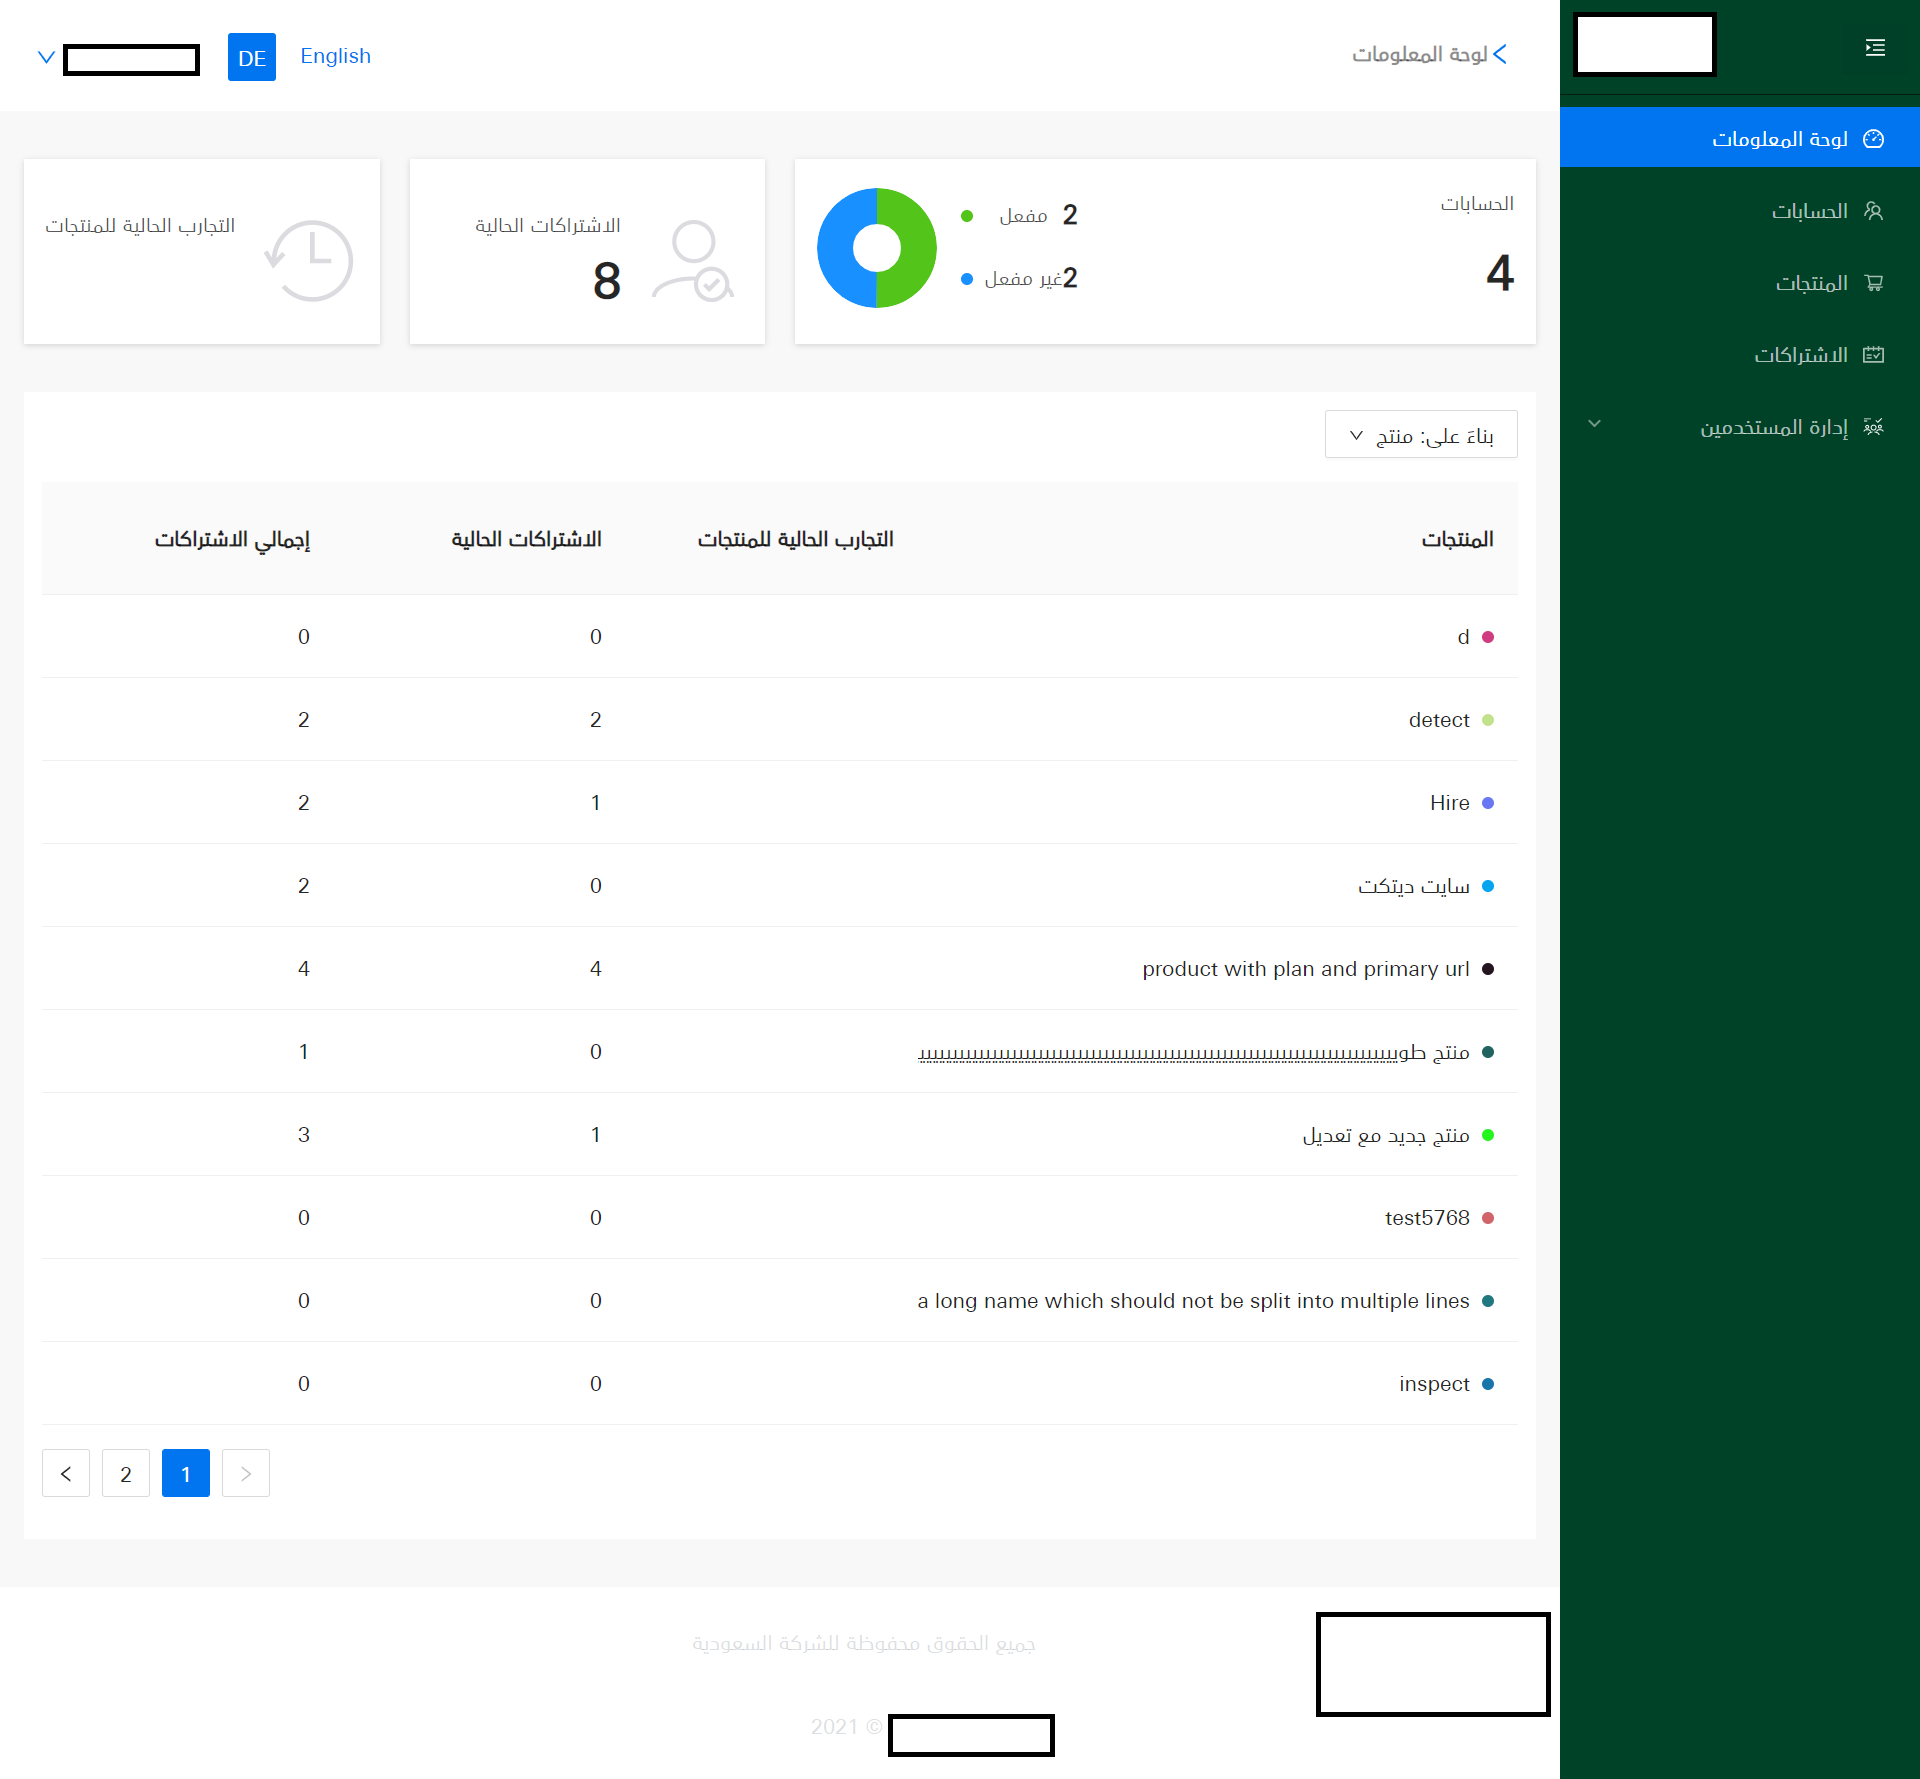 لوحة المعلومات
English
DE
لوحة المعلومات
الحسابات
المنتجات
الاشتراكات
إدارة المستخدمين
الحسابات
4
2 مفعل
2 غير مفعل
الاشتراكات الحالية
8
التجارب الحالية للمنتجات
بناءً على: منتج
المنتجات التجارب الحالية للمنتجات الاشتراكات الحالية إجمالي الاشتراكات
d 0 0
detect 2 2
Hire 1 2
سايت ديتكت 0 2
product with plan and primary url 4 4
منتج 0 1
منتج جديد مع تعديل 1 3
test5768 0 0
a long name which should not be split into multiple lines 0 0
inspect 0 0
1 2
جميع الحقوق محفوظة للشركة السعودية
© 2021